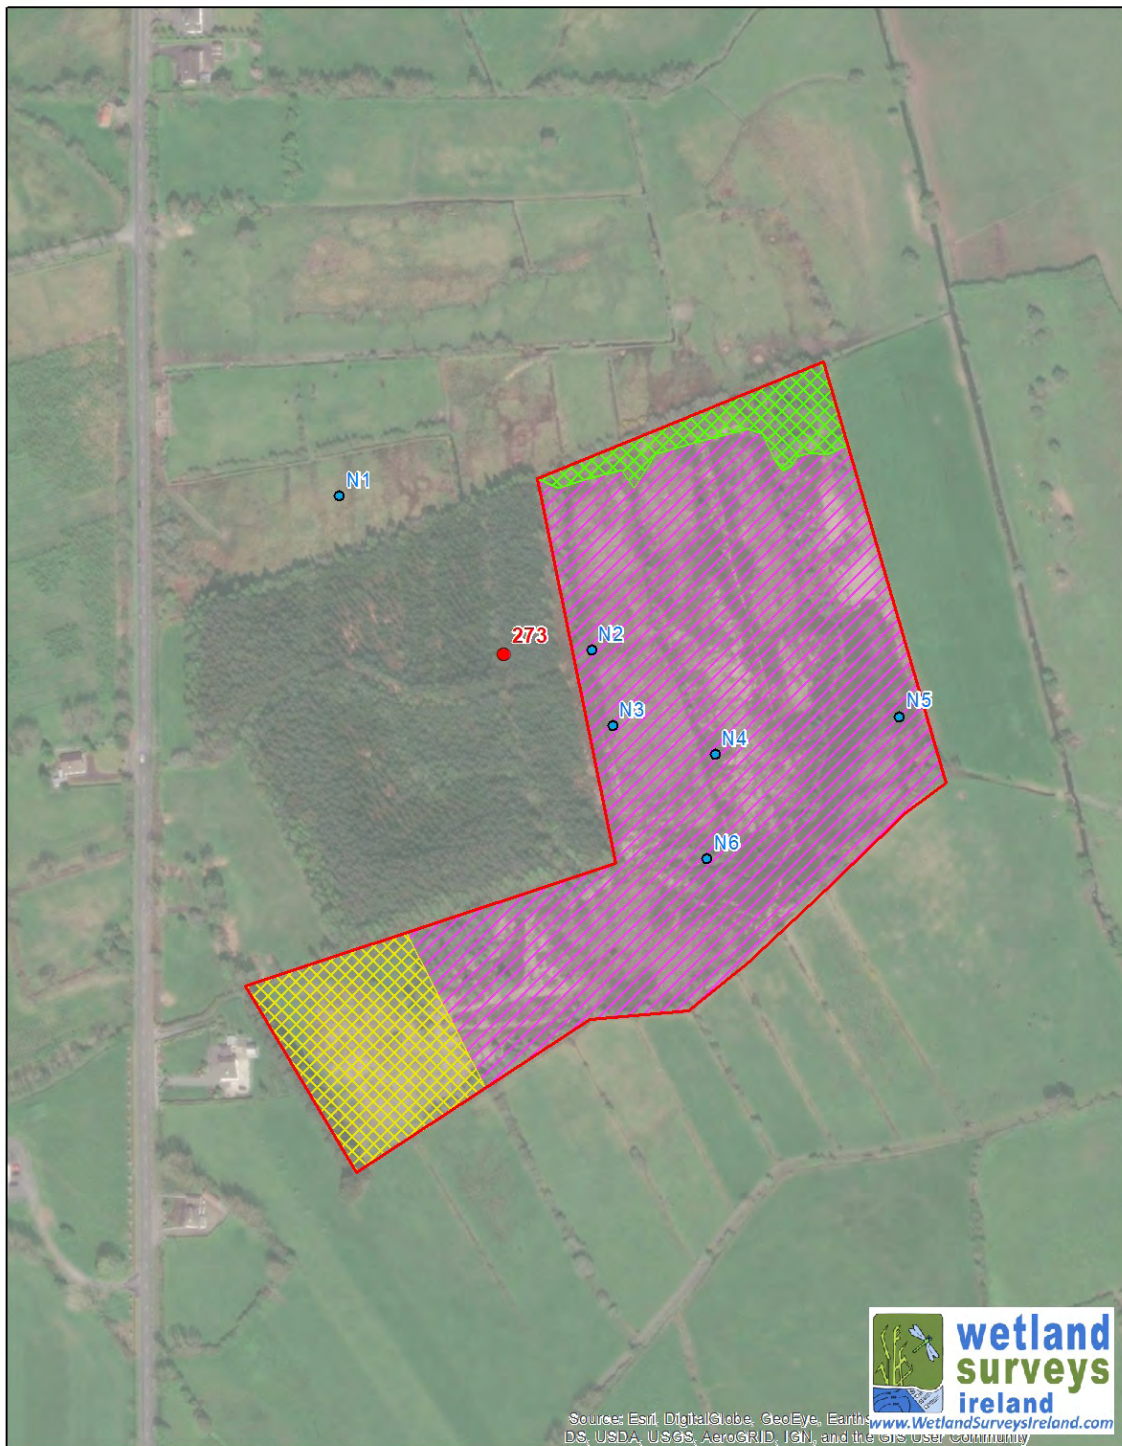 N1
273
N2
N3
N5
N4
N6
wetland
surveys
ireland
www.WetlandSurveysIreland.com
Source: Esri, DigitalGlobe, GeoEye, Earths
DS, USDA, USGS, AeroGRID, IGN, and the GIS User Community